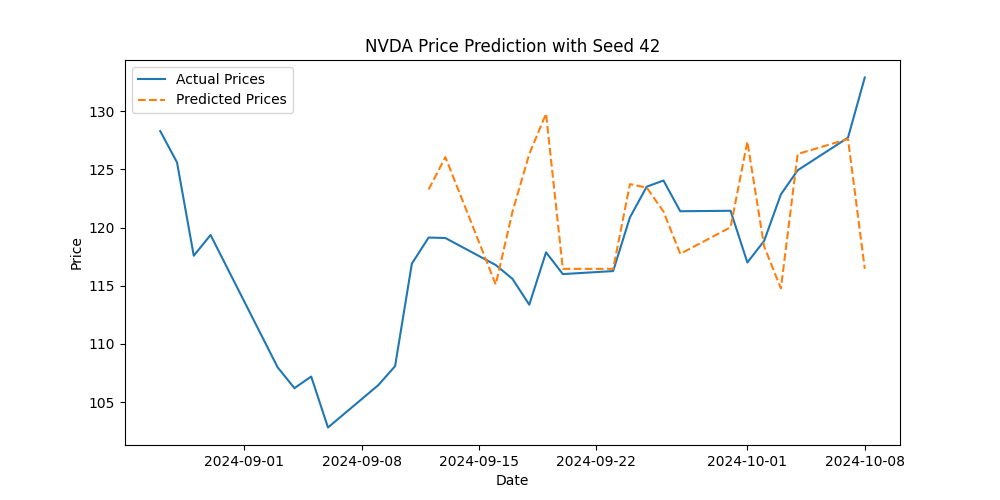 NVDA Price Prediction with Seed 42
Actual Prices
Predicted Prices
Price
130
125
120
115
110
105
2024-09-01 2024-09-08 2024-09-15 2024-09-22 2024-10-01 2024-10-08
Date